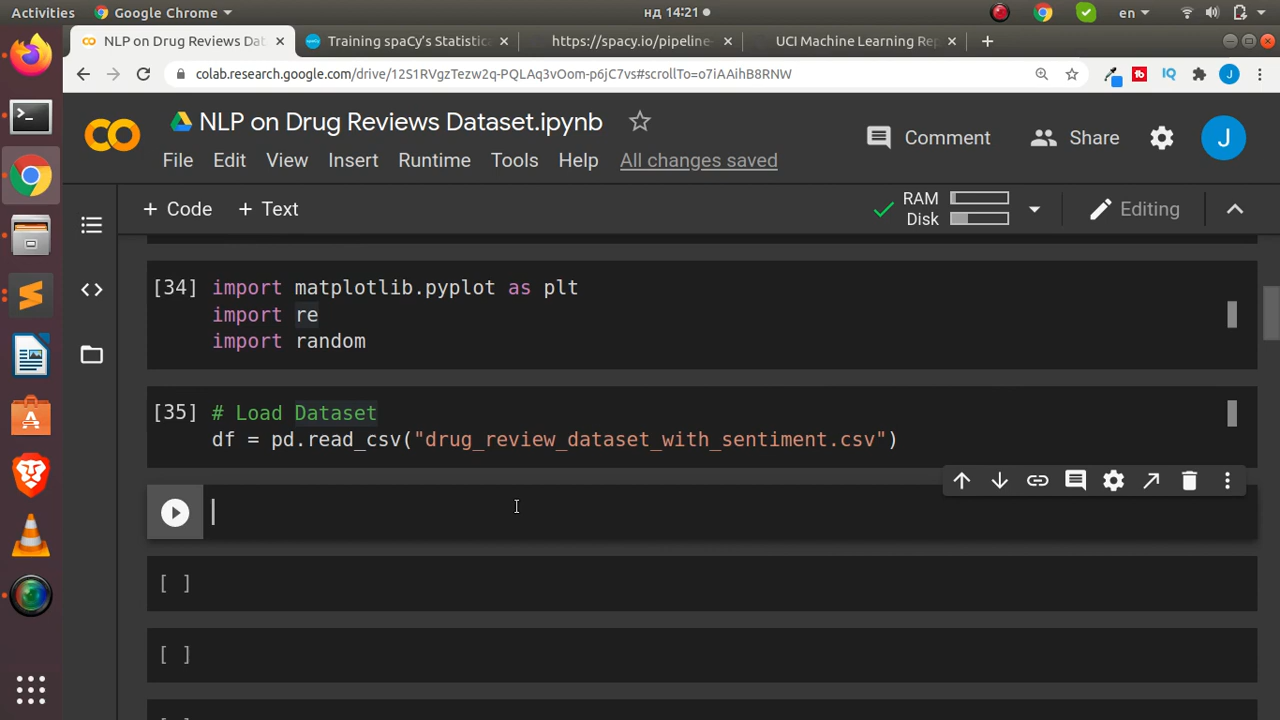 Activities Google Chrome нд 14:21 en
NLP on Drug Reviews Dat Training spaCy's Statistica https://spacy.io/pipeline- UCI Machine Learning Rep
colab.research.google.com/drive/12S1RVgzTezw2q-PQLAq3vOom-p6jC7vs#scrollTo=o7iAAihB8RNW
NLP on Drug Reviews Dataset.ipynb
Comment Share J
File Edit View Insert Runtime Tools Help All changes saved
+ Code + Text RAM Disk Editing
[34] import matplotlib.pyplot as plt
import re
import random
[35] # Load Dataset
df = pd.read_csv("drug_review_dataset_with_sentiment.csv")
[ ]
[ ]